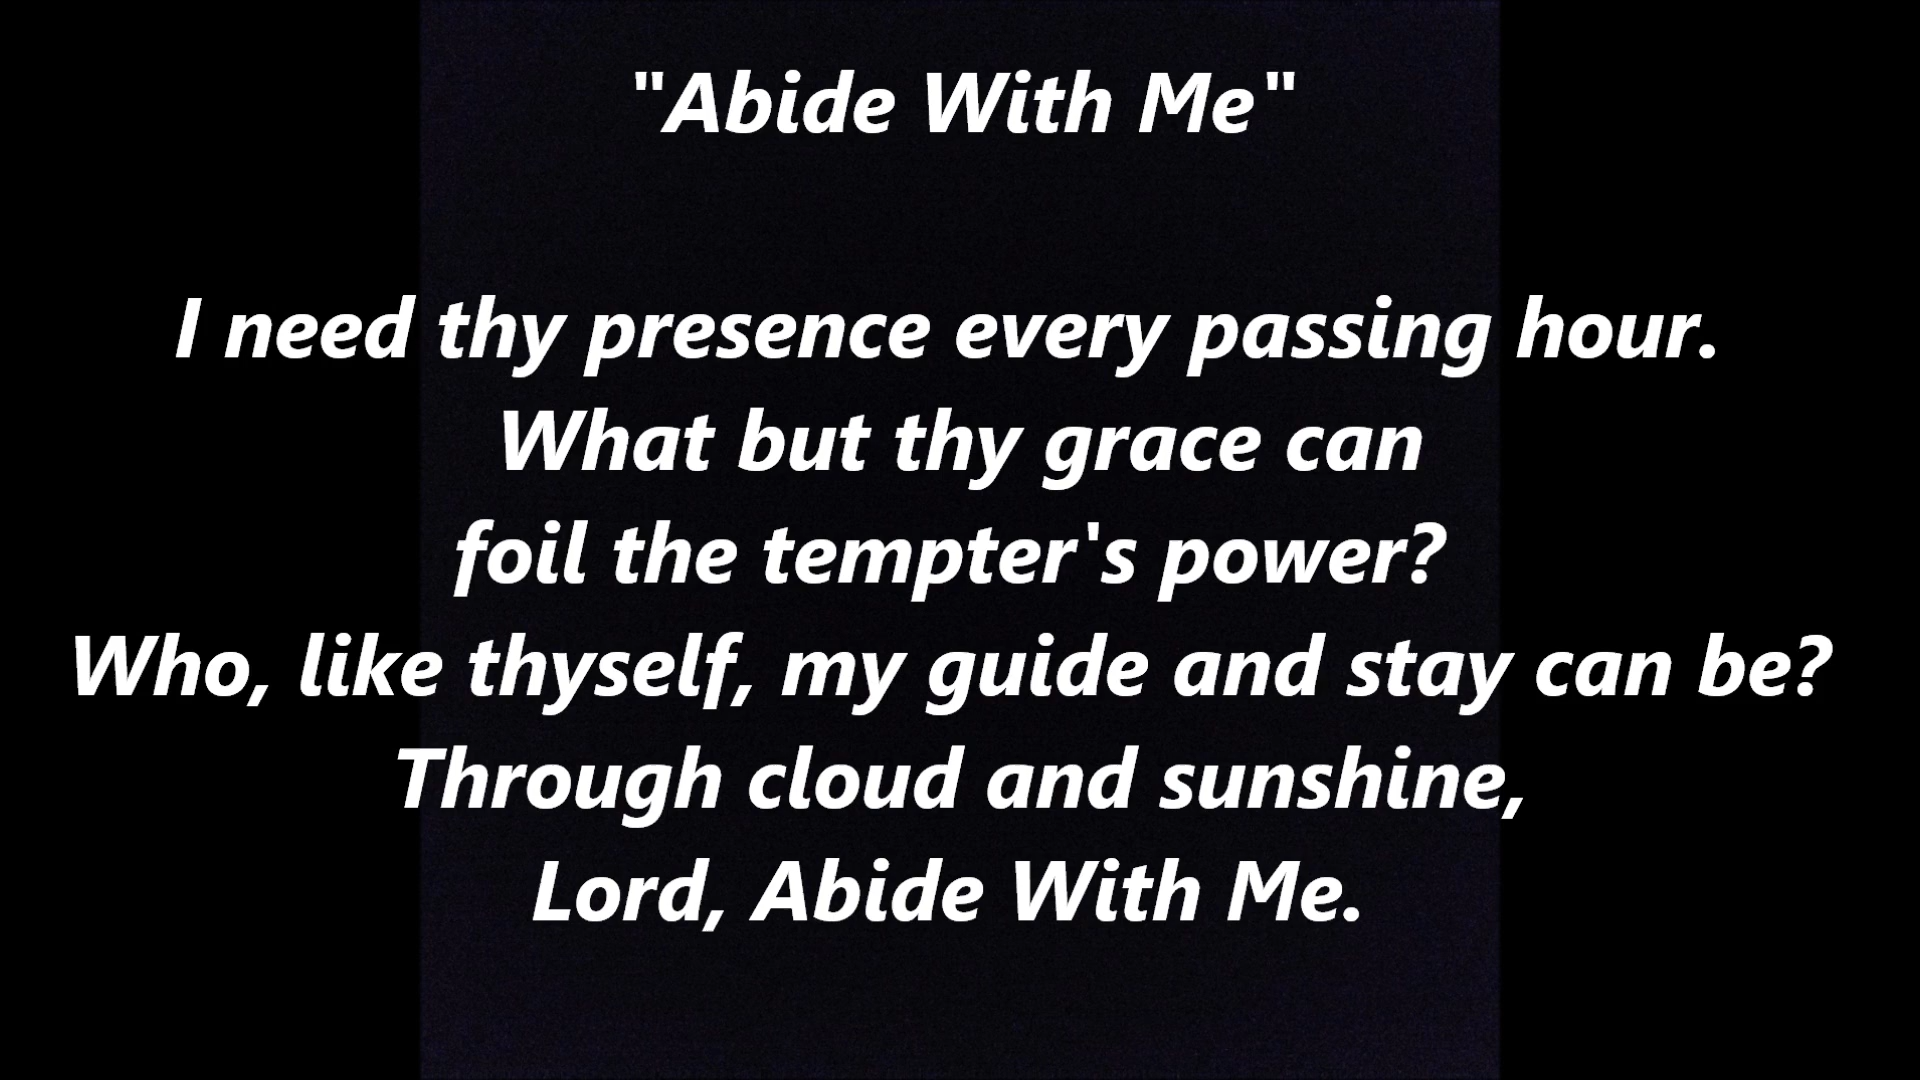 "Abide With Me"
I need thy presence every passing hour.
What but thy grace can
foil the tempter's power?
Who, like thyself, my guide and stay can be?
Through cloud and sunshine,
Lord, Abide With Me.